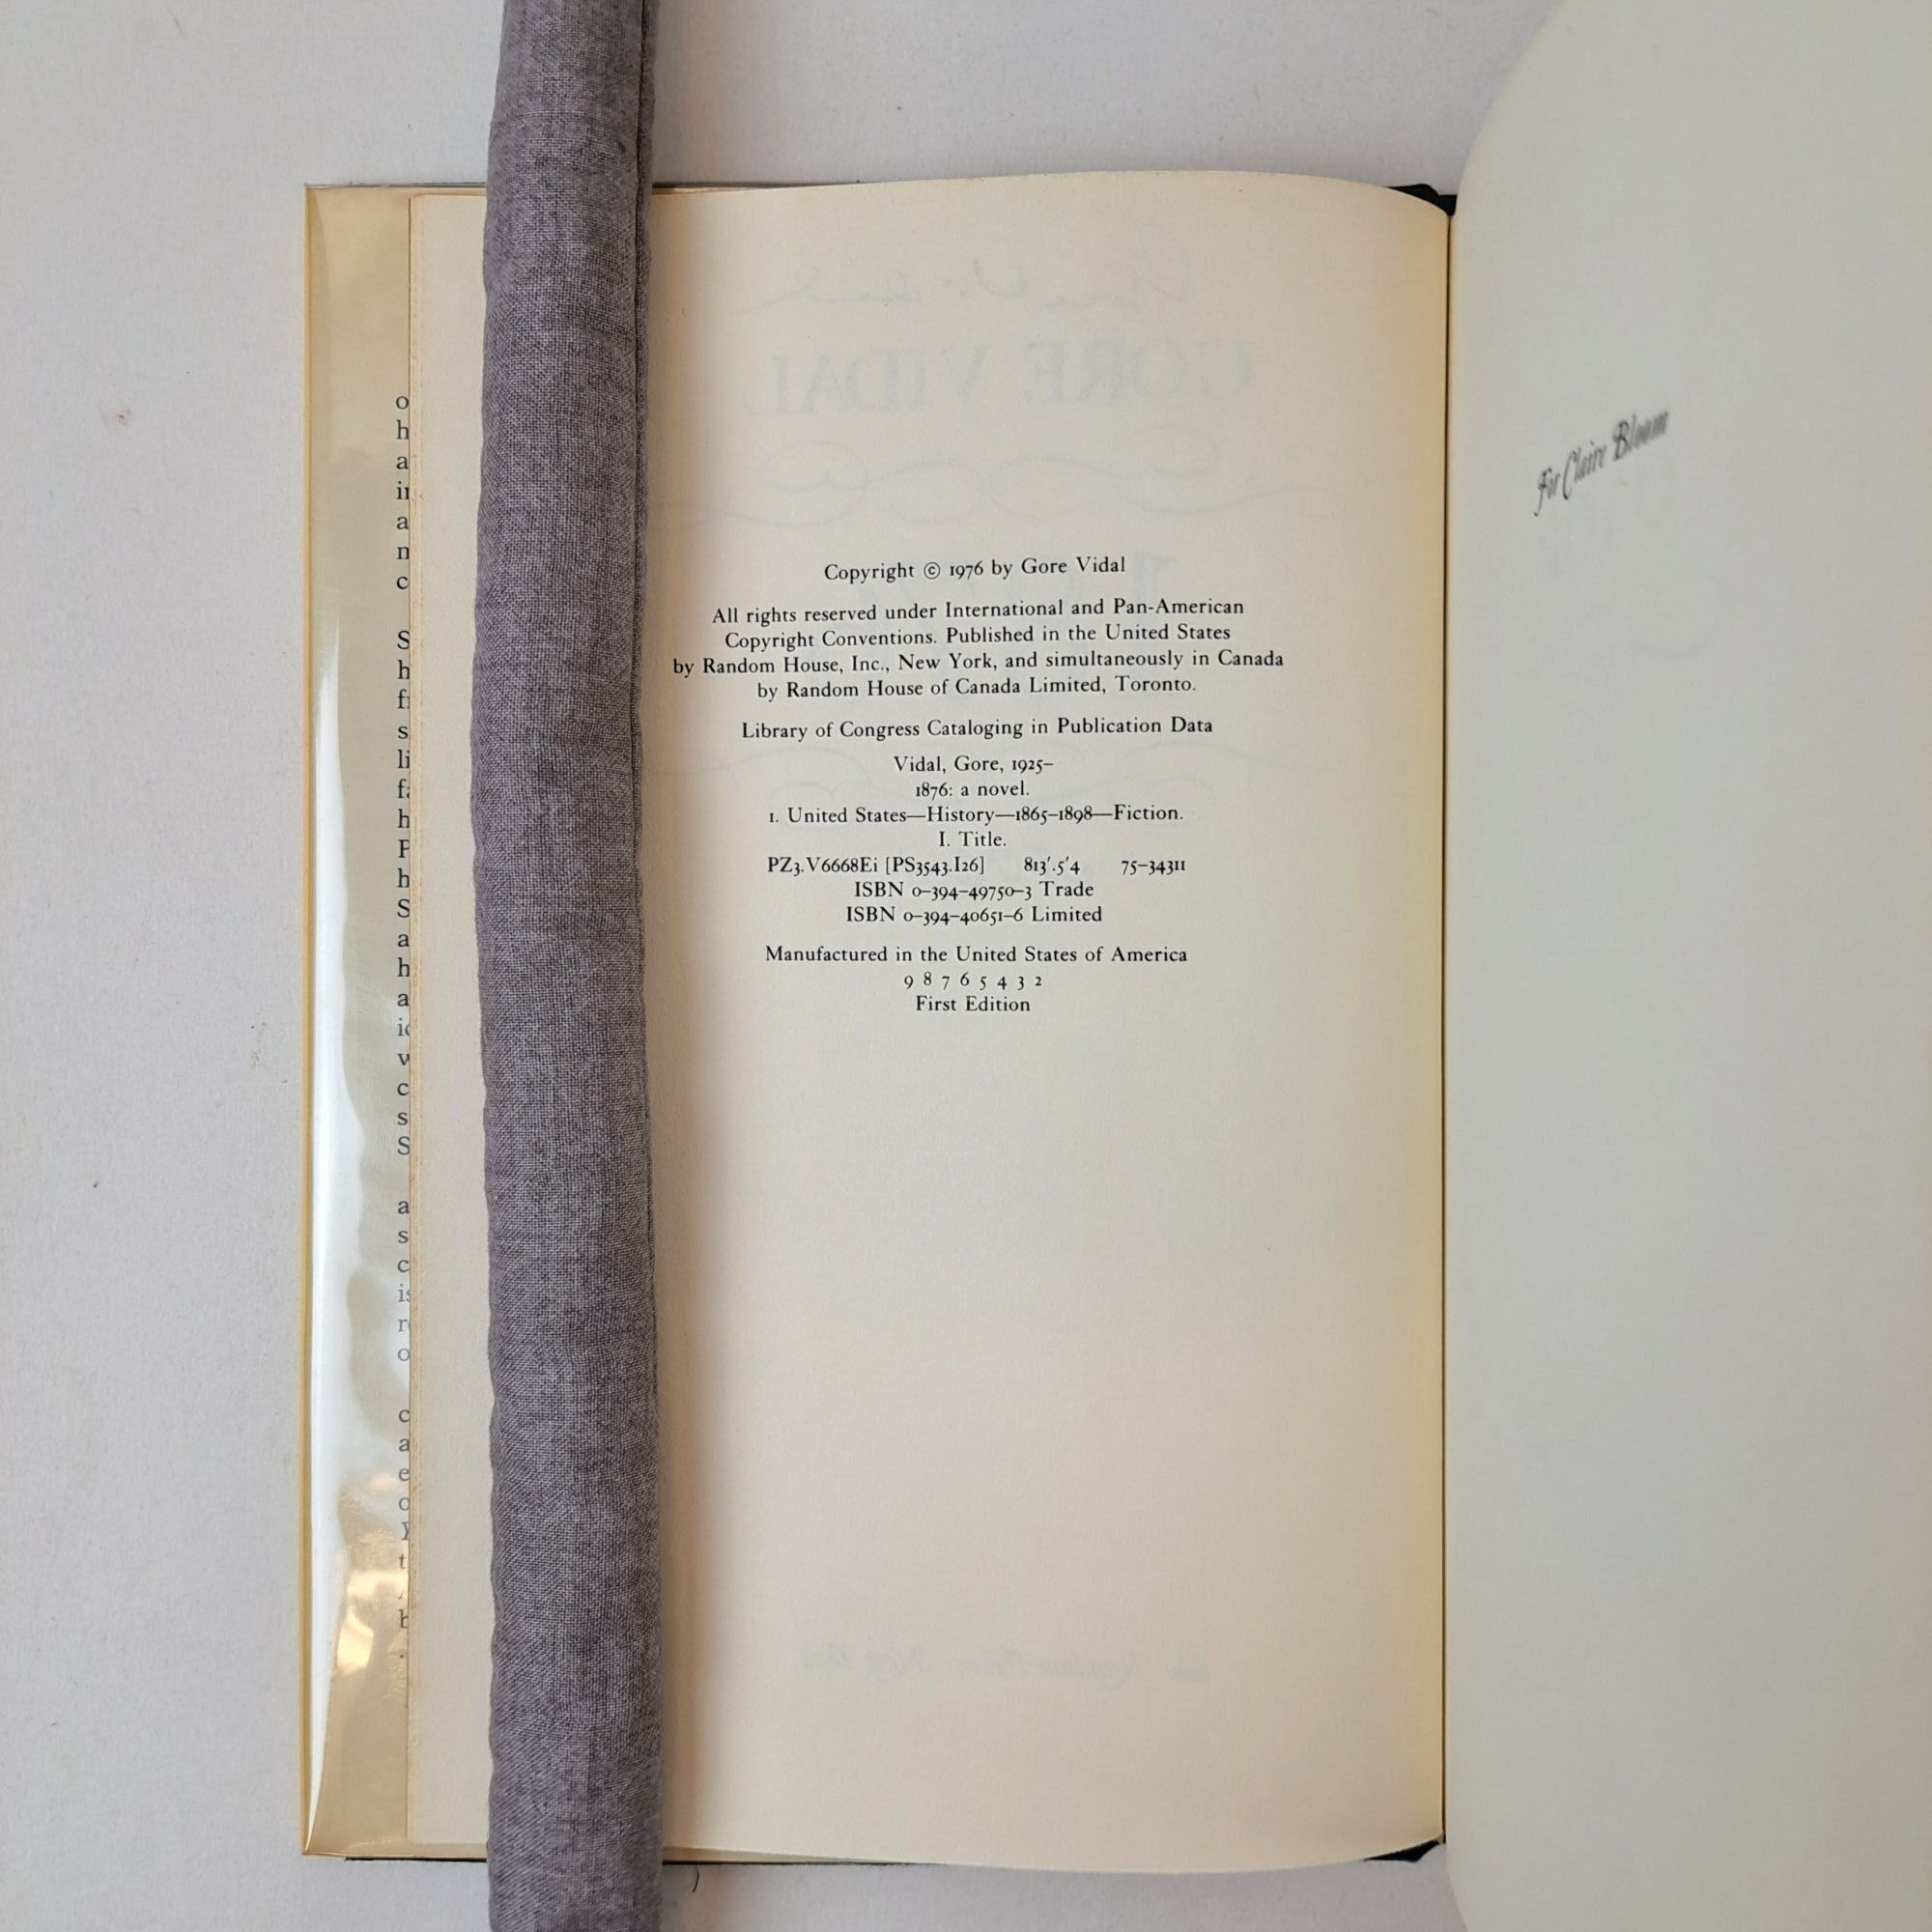 Copyright © 1976 by Gore Vidal
All rights reserved under International and Pan-American
Copyright Conventions. Published in the United States
by Random House, Inc., New York, and simultaneously in Canada
by Random House of Canada Limited, Toronto.
Library of Congress Cataloging in Publication Data
Vidal, Gore, 1925–
1876: a novel.
1. United States—History—1865–1898—Fiction.
I. Title.
PZ3.V6668Ei [PS3543.I26] 813'.5'4 75–34311
ISBN 0–394–49750–3 Trade
ISBN 0–394–40651–6 Limited
Manufactured in the United States of America
9 8 7 6 5 4 3 2
First Edition
For Claire Bloom
GORE VIDAL